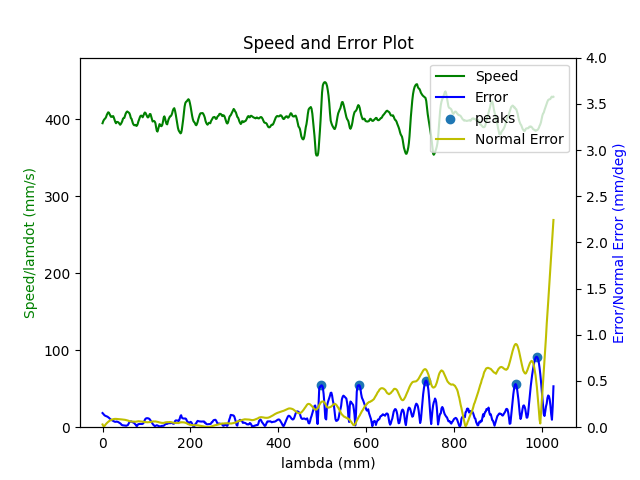 Speed and Error Plot
Speed
Error
peaks
Normal Error
Speed/lamdot (mm/s)
400
300
200
100
0
4.0
3.5
3.0
2.5
2.0
1.5
1.0
0.5
0.0
Error/Normal Error (mm/deg)
0 200 400 600 800 1000
lambda (mm)